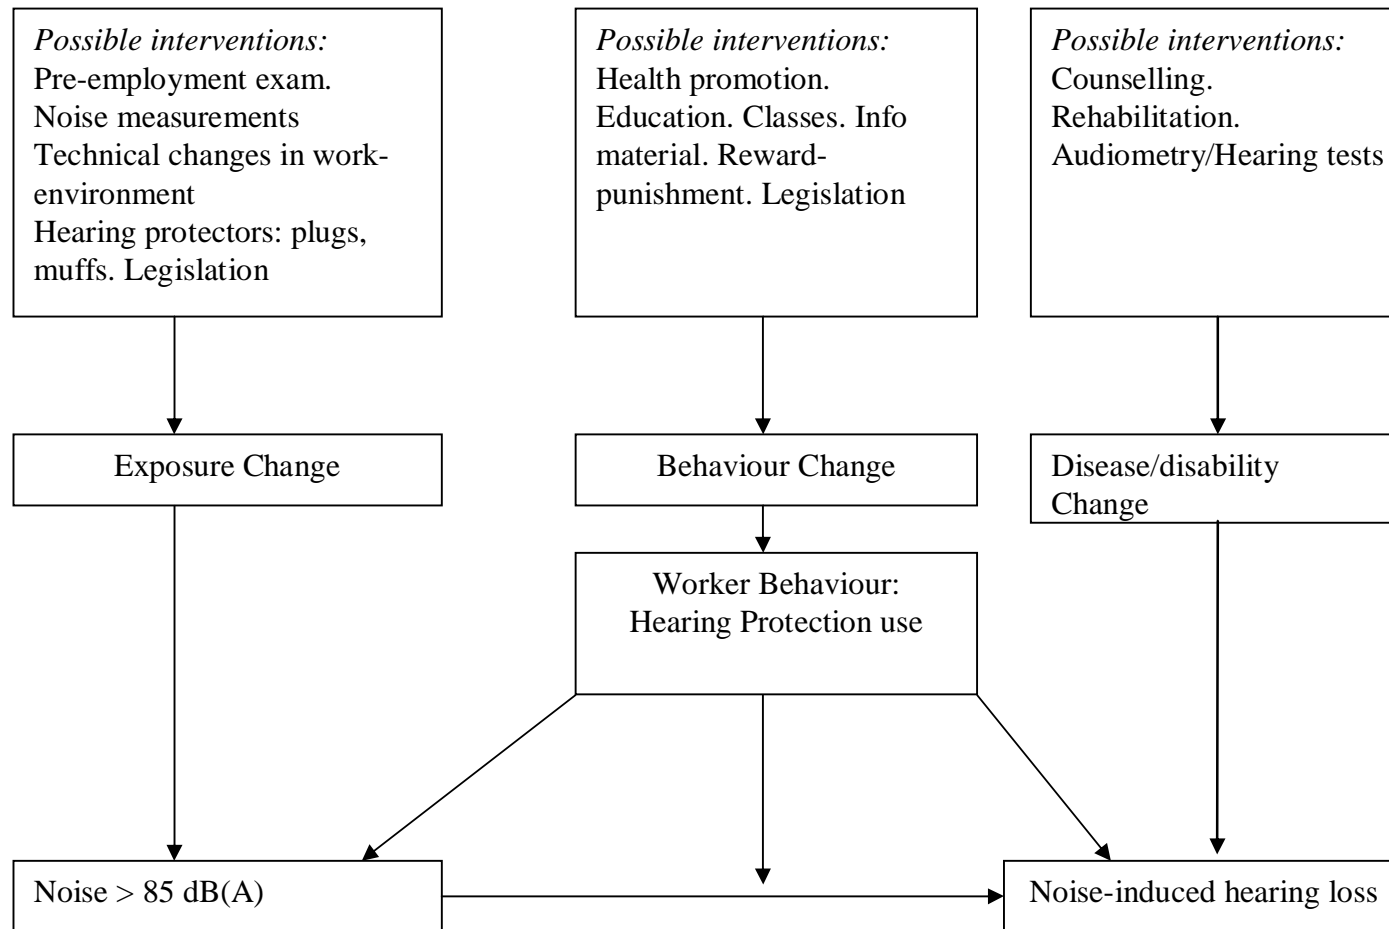 Possible interventions:
Pre-employment exam.
Noise measurements
Technical changes in work-
environment
Hearing protectors: plugs,
muffs. Legislation
Possible interventions:
Health promotion.
Education. Classes. Info
material. Reward-
punishment. Legislation
Possible interventions:
Counselling.
Rehabilitation.
Audiometry/Hearing tests
Exposure Change
Behaviour Change
Disease/disability
Change
Worker Behaviour:
Hearing Protection use
Noise > 85 dB(A)
Noise-induced hearing loss